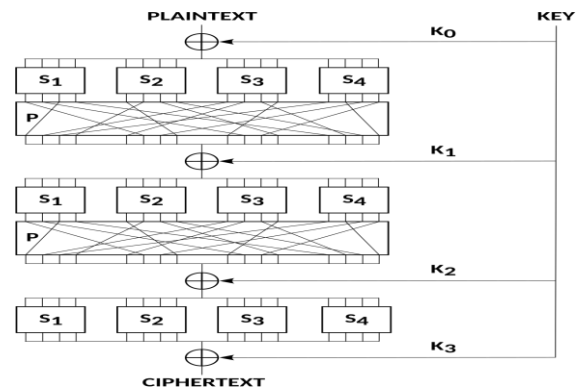 PLAINTEXT KEY
K0
S1 S2 S3 S4
P
K1
S1 S2 S3 S4
P
K2
S1 S2 S3 S4
K3
CIPHERTEXT